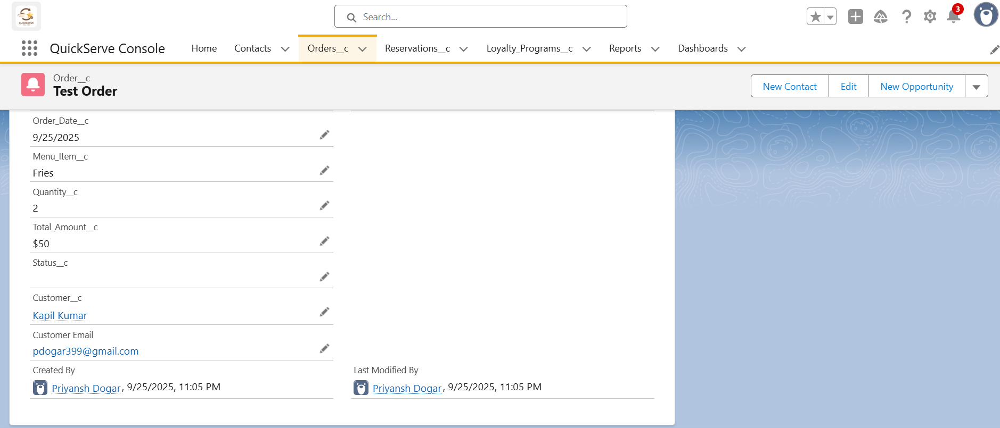 QUICKSERVE
Search...
3
QuickServe Console
Home
Contacts
Orders__c
Reservations__c
Loyalty_Programs__c
Reports
Dashboards
Order__c
Test Order
New Contact
Edit
New Opportunity
Order_Date__c
9/25/2025
Menu_Item__c
Fries
Quantity__c
2
Total_Amount__c
$50
Status__c
Customer__c
Kapil Kumar
Customer Email
pdogar399@gmail.com
Created By
Last Modified By
Priyansh Dogar, 9/25/2025, 11:05 PM
Priyansh Dogar, 9/25/2025, 11:05 PM